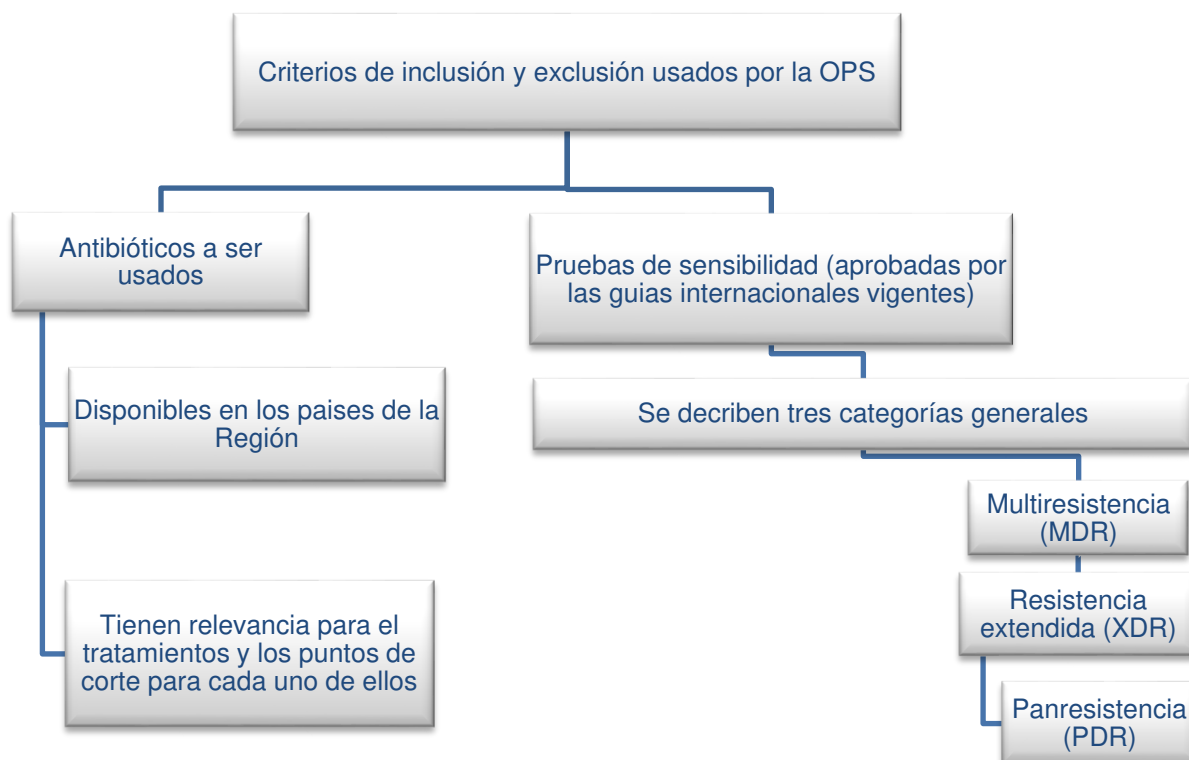 Criterios de inclusión y exclusión usados por la OPS
Antibióticos a ser
usados
Disponibles en los paises de la
Región
Tienen relevancia para el
tratamientos y los puntos de
corte para cada uno de ellos
Pruebas de sensibilidad (aprobadas por
las guias internacionales vigentes)
Se decriben tres categorías generales
Multiresistencia
(MDR)
Resistencia
extendida (XDR)
Panresistencia
(PDR)